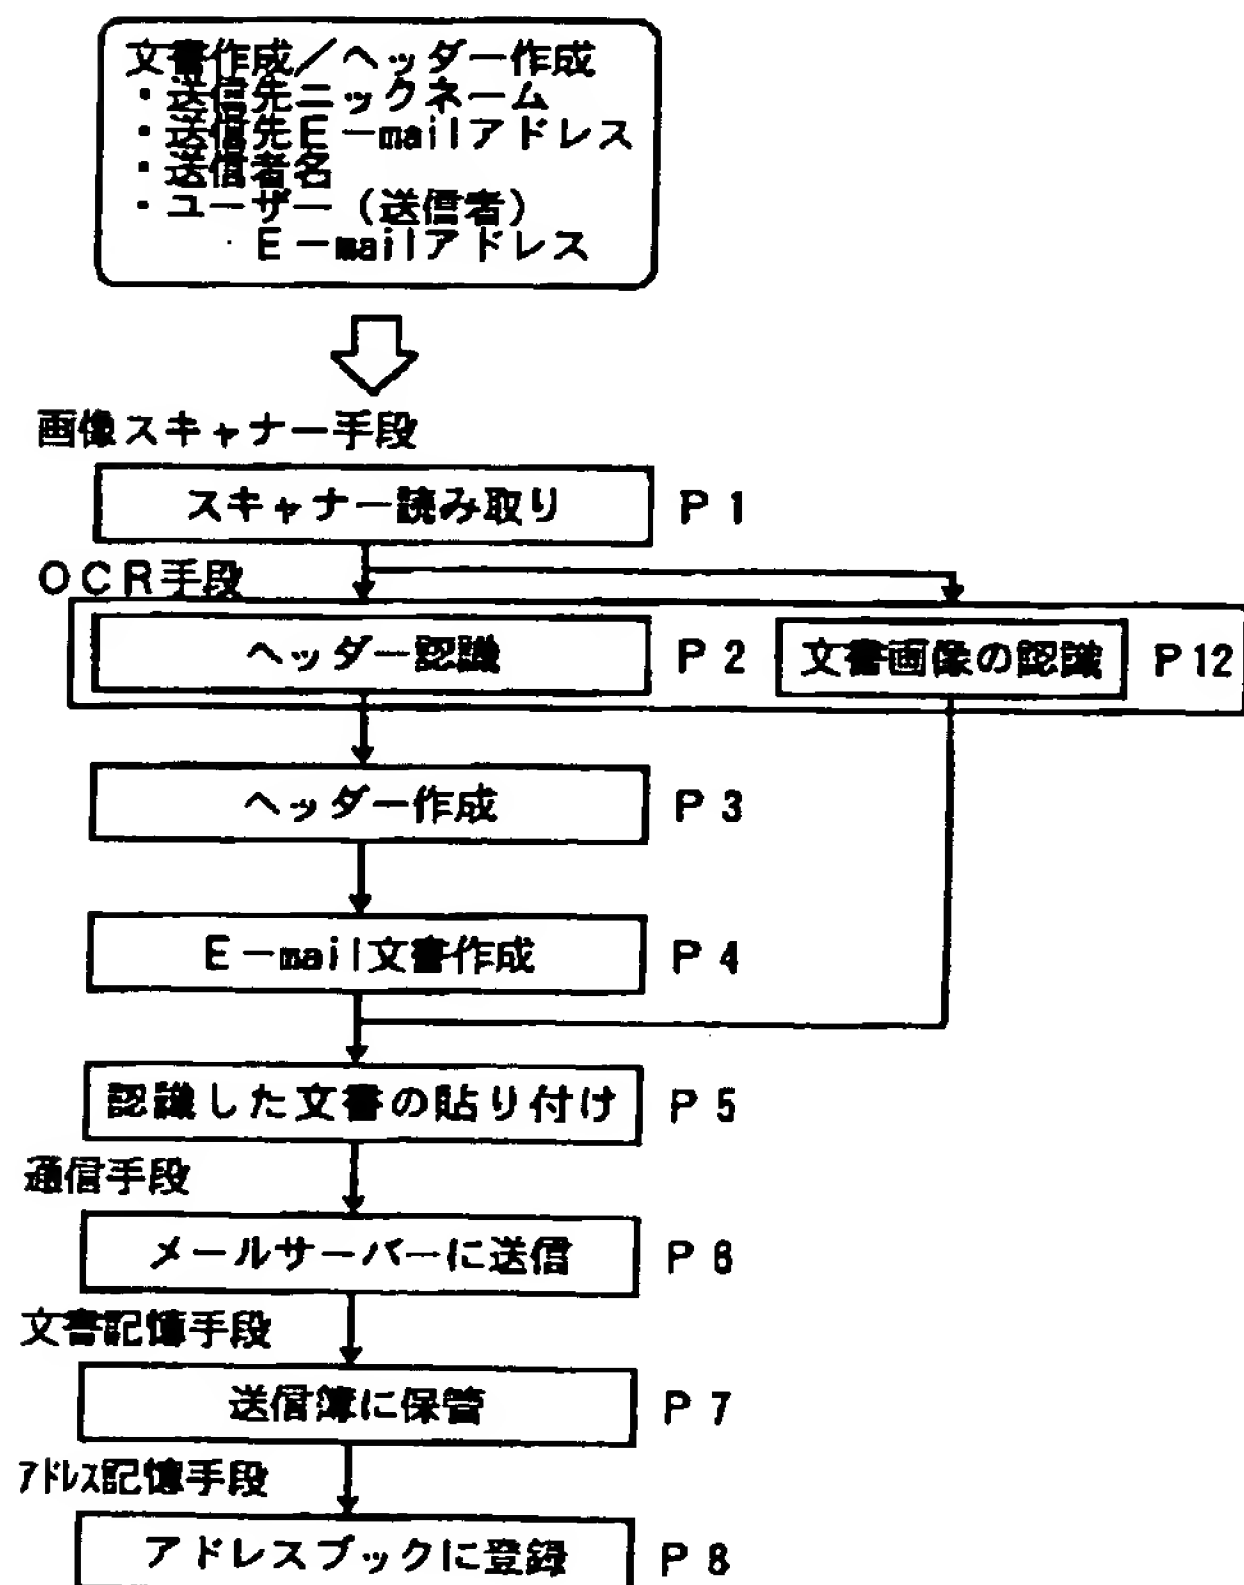 文書作成／ヘッダー作成
・送信先ニックネーム
・送信先E－mailアドレス
・送信者名
・ユーザー（送信者）
E－mailアドレス
画像スキャナー手段
スキャナー読み取り P1
OCR手段
ヘッダー認識 P2 文書画像の認識 P12
ヘッダー作成 P3
E－mail文書作成 P4
認識した文書の貼り付け P5
通信手段
メールサーバーに送信 P6
文書記憶手段
送信簿に保管 P7
アドレス記憶手段
アドレスブックに登録 P8